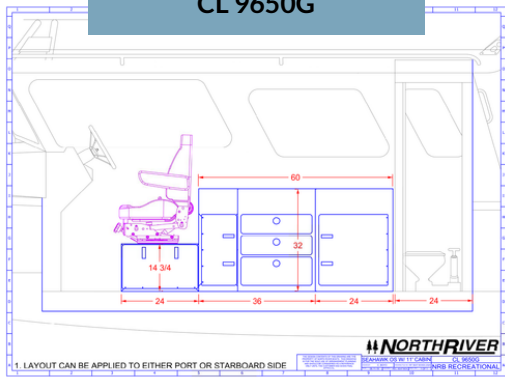 CL 9650G
60
32
14 3/4
24
36
24
24
NORTHRIVER
1. LAYOUT CAN BE APPLIED TO EITHER PORT OR STARBOARD SIDE
SEAHAWK OS W/ 11' CABIN
CL 9650G
NRB RECREATIONAL